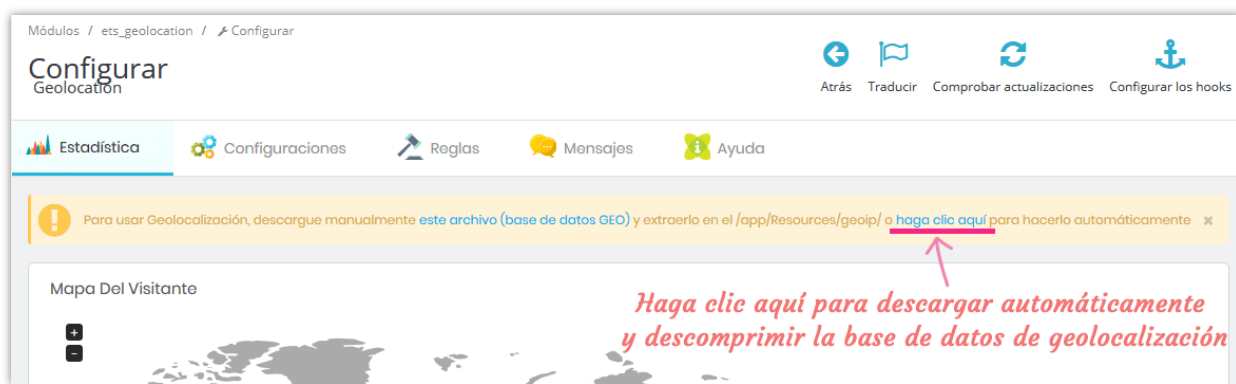 Módulos / ets_geolocation / Configurar
Configurar
Geolocation
Atrás
Traducir
Comprobar actualizaciones
Configurar los hooks
Estadística
Configuraciones
Reglas
Mensajes
Ayuda
Para usar Geolocalización, descargue manualmente este archivo (base de datos GEO) y extraerlo en el /app/Resources/geoip/ o haga clic aquí para hacerlo automáticamente
Mapa Del Visitante
+
−
Haga clic aquí para descargar automáticamente
y descomprimir la base de datos de geolocalización